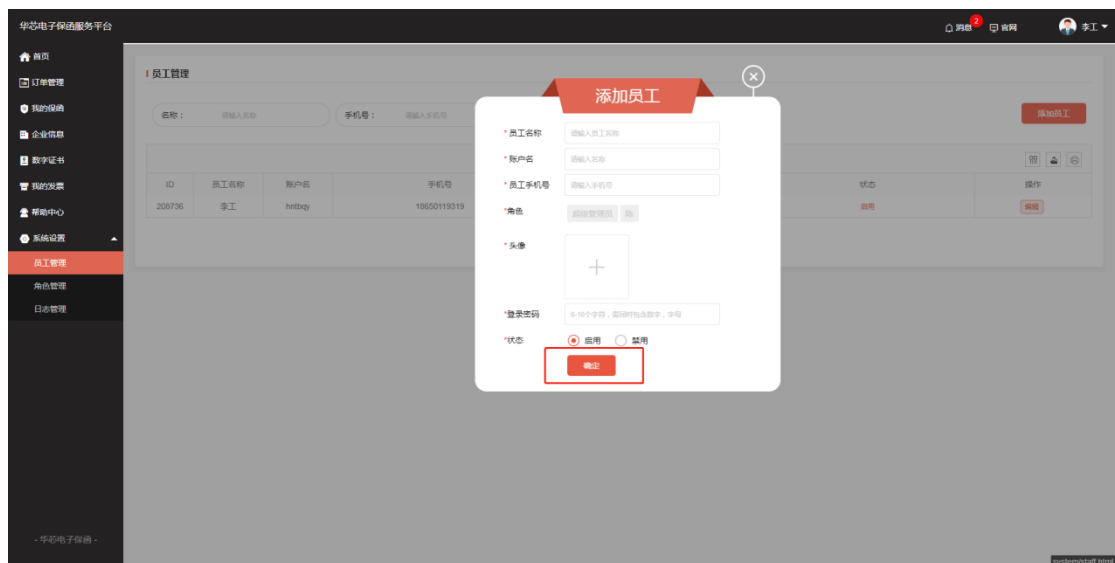 华芯电子保函服务平台
消息 2 官网 李工
首页
订单管理
我的保函
企业信息
数字证书
我的发票
帮助中心
系统设置
员工管理
角色管理
日志管理
- 华芯电子保函 -
员工管理
名称： 请输入名称
手机号： 请输入手机号
添加员工
ID 员工名称 账户名 手机号 状态 操作
208736 李工 hntbqy 18650119319 启用 编辑
添加员工
* 员工名称 请输入员工名称
* 账户名 请输入名称
* 员工手机号 请输入手机号
*角色 超级管理员
* 头像
*登录密码 6-16个字符，需同时包含数字，字母
*状态 启用 禁用
确定
system/staff.html